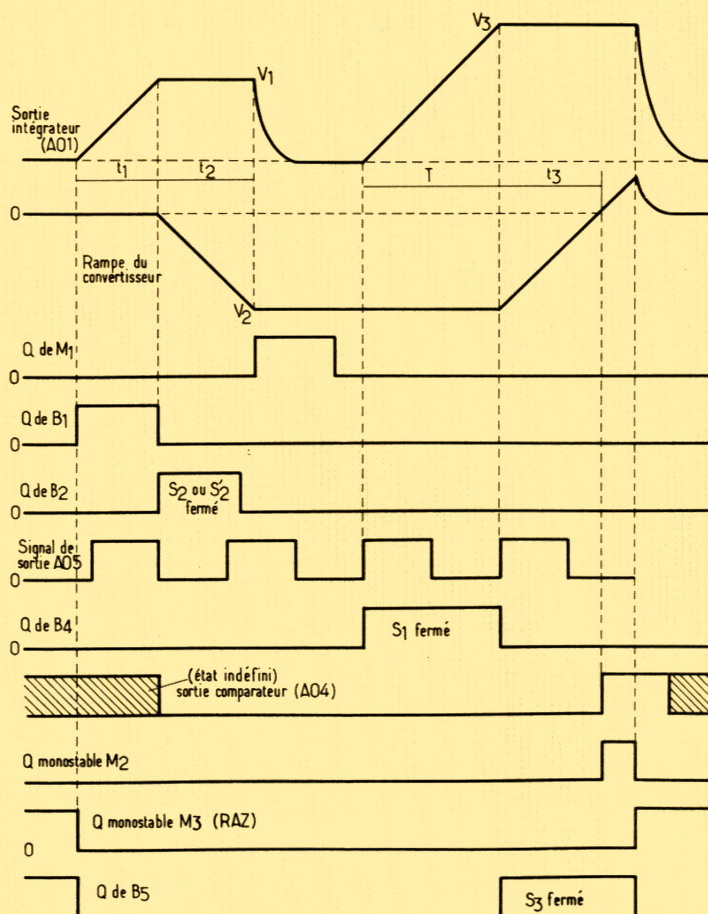 V3
V1
Sortie
intégrateur
(AO1)
t1 t2 T t3
0
Rampe du
convertisseur
V2
Q de M1
0
Q de B1
0
Q de B2
S2 ou S'2
fermé
0
Signal de
sortie AO5
0
Q de B4
S1 fermé
0
(état indéfini)
sortie comparateur (AO4)
Q monostable M2
Q monostable M3 (RAZ)
0
Q de B5
S3 fermé